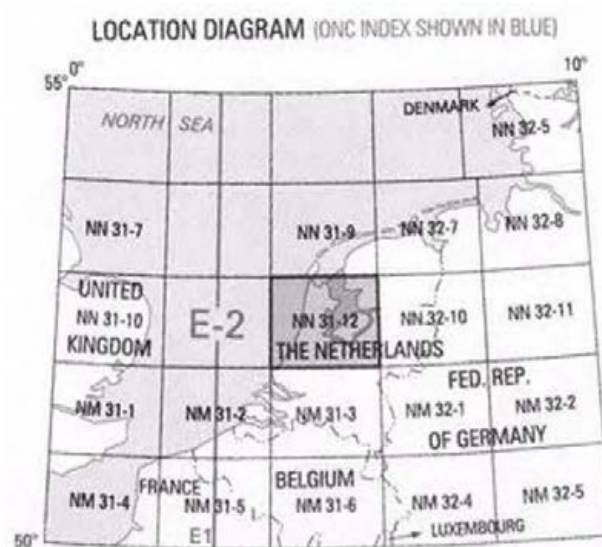 LOCATION DIAGRAM (ONC INDEX SHOWN IN BLUE)
0° 10°
55°
DENMARK
NORTH SEA NN 32-5
NN 31-7 NN 31-9 NN 32-7 NN 32-8
UNITED
NN 31-10 E-2 NN 31-12 NN 32-10 NN 32-11
KINGDOM THE NETHERLANDS
FED. REP.
NM 31-1 NM 31-2 NM 31-3 NM 32-1 NM 32-2
OF GERMANY
FRANCE BELGIUM
NM 31-4 NM 31-5 NM 31-6 NM 32-4 NM 32-5
50° E1 LUXEMBOURG